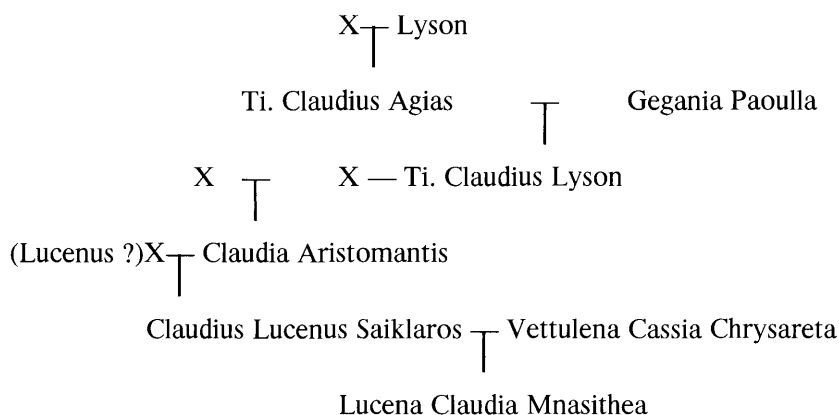 X Lyson
Ti. Claudius Agias Gegania Paoulla
X X — Ti. Claudius Lyson
(Lucenus ?)X Claudia Aristomantis
Claudius Lucenus Saiklaros Vettulena Cassia Chrysareta
Lucena Claudia Mnasithea